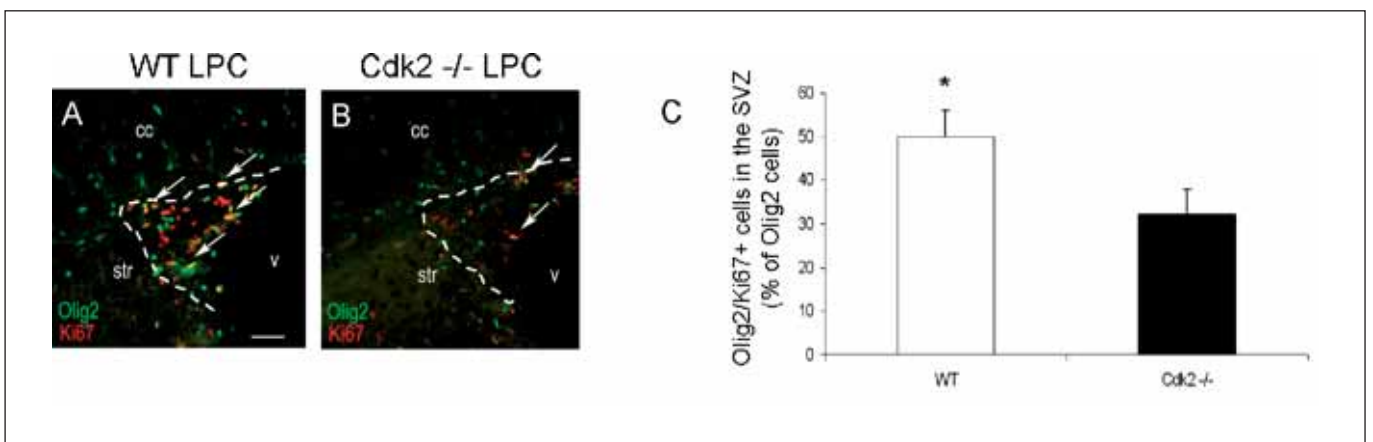 WT LPC
Cdk2 -/- LPC
A
cc
str
v
Olig2
Ki67
B
cc
str
v
Olig2
Ki67
C
Olig2/Ki67+ cells in the SVZ
(% of Olig2 cells)
60
50
40
30
20
10
0
*
WT
Cdk2 -/-